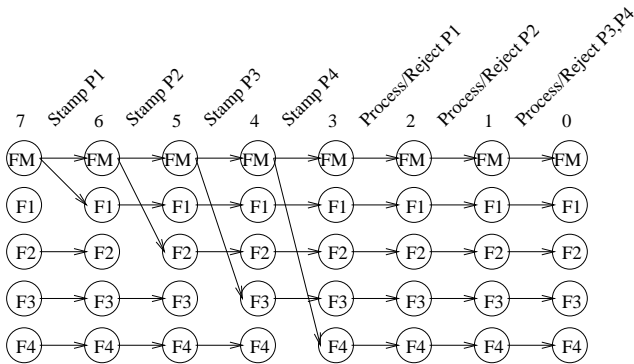 Stamp P1 Stamp P2 Stamp P3 Stamp P4 Process/Reject P1 Process/Reject P2 Process/Reject P3,P4
7 6 5 4 3 2 1 0
FM FM FM FM FM FM FM FM
F1 F1 F1 F1 F1 F1 F1 F1
F2 F2 F2 F2 F2 F2 F2 F2
F3 F3 F3 F3 F3 F3 F3 F3
F4 F4 F4 F4 F4 F4 F4 F4